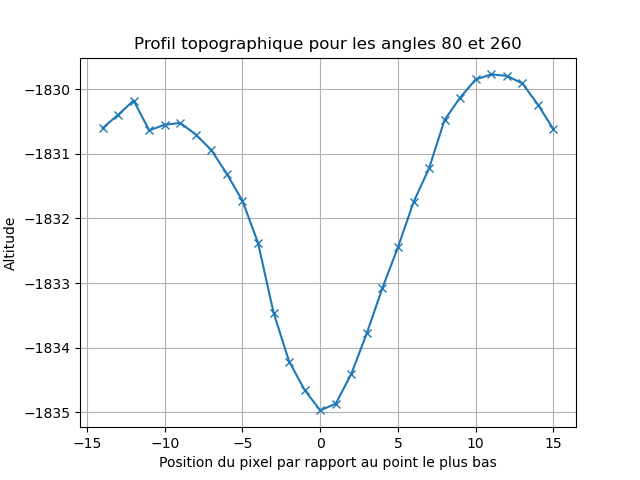 Profil topographique pour les angles 80 et 260
Altitude
−1830
−1831
−1832
−1833
−1834
−1835
−15 −10 −5 0 5 10 15
Position du pixel par rapport au point le plus bas